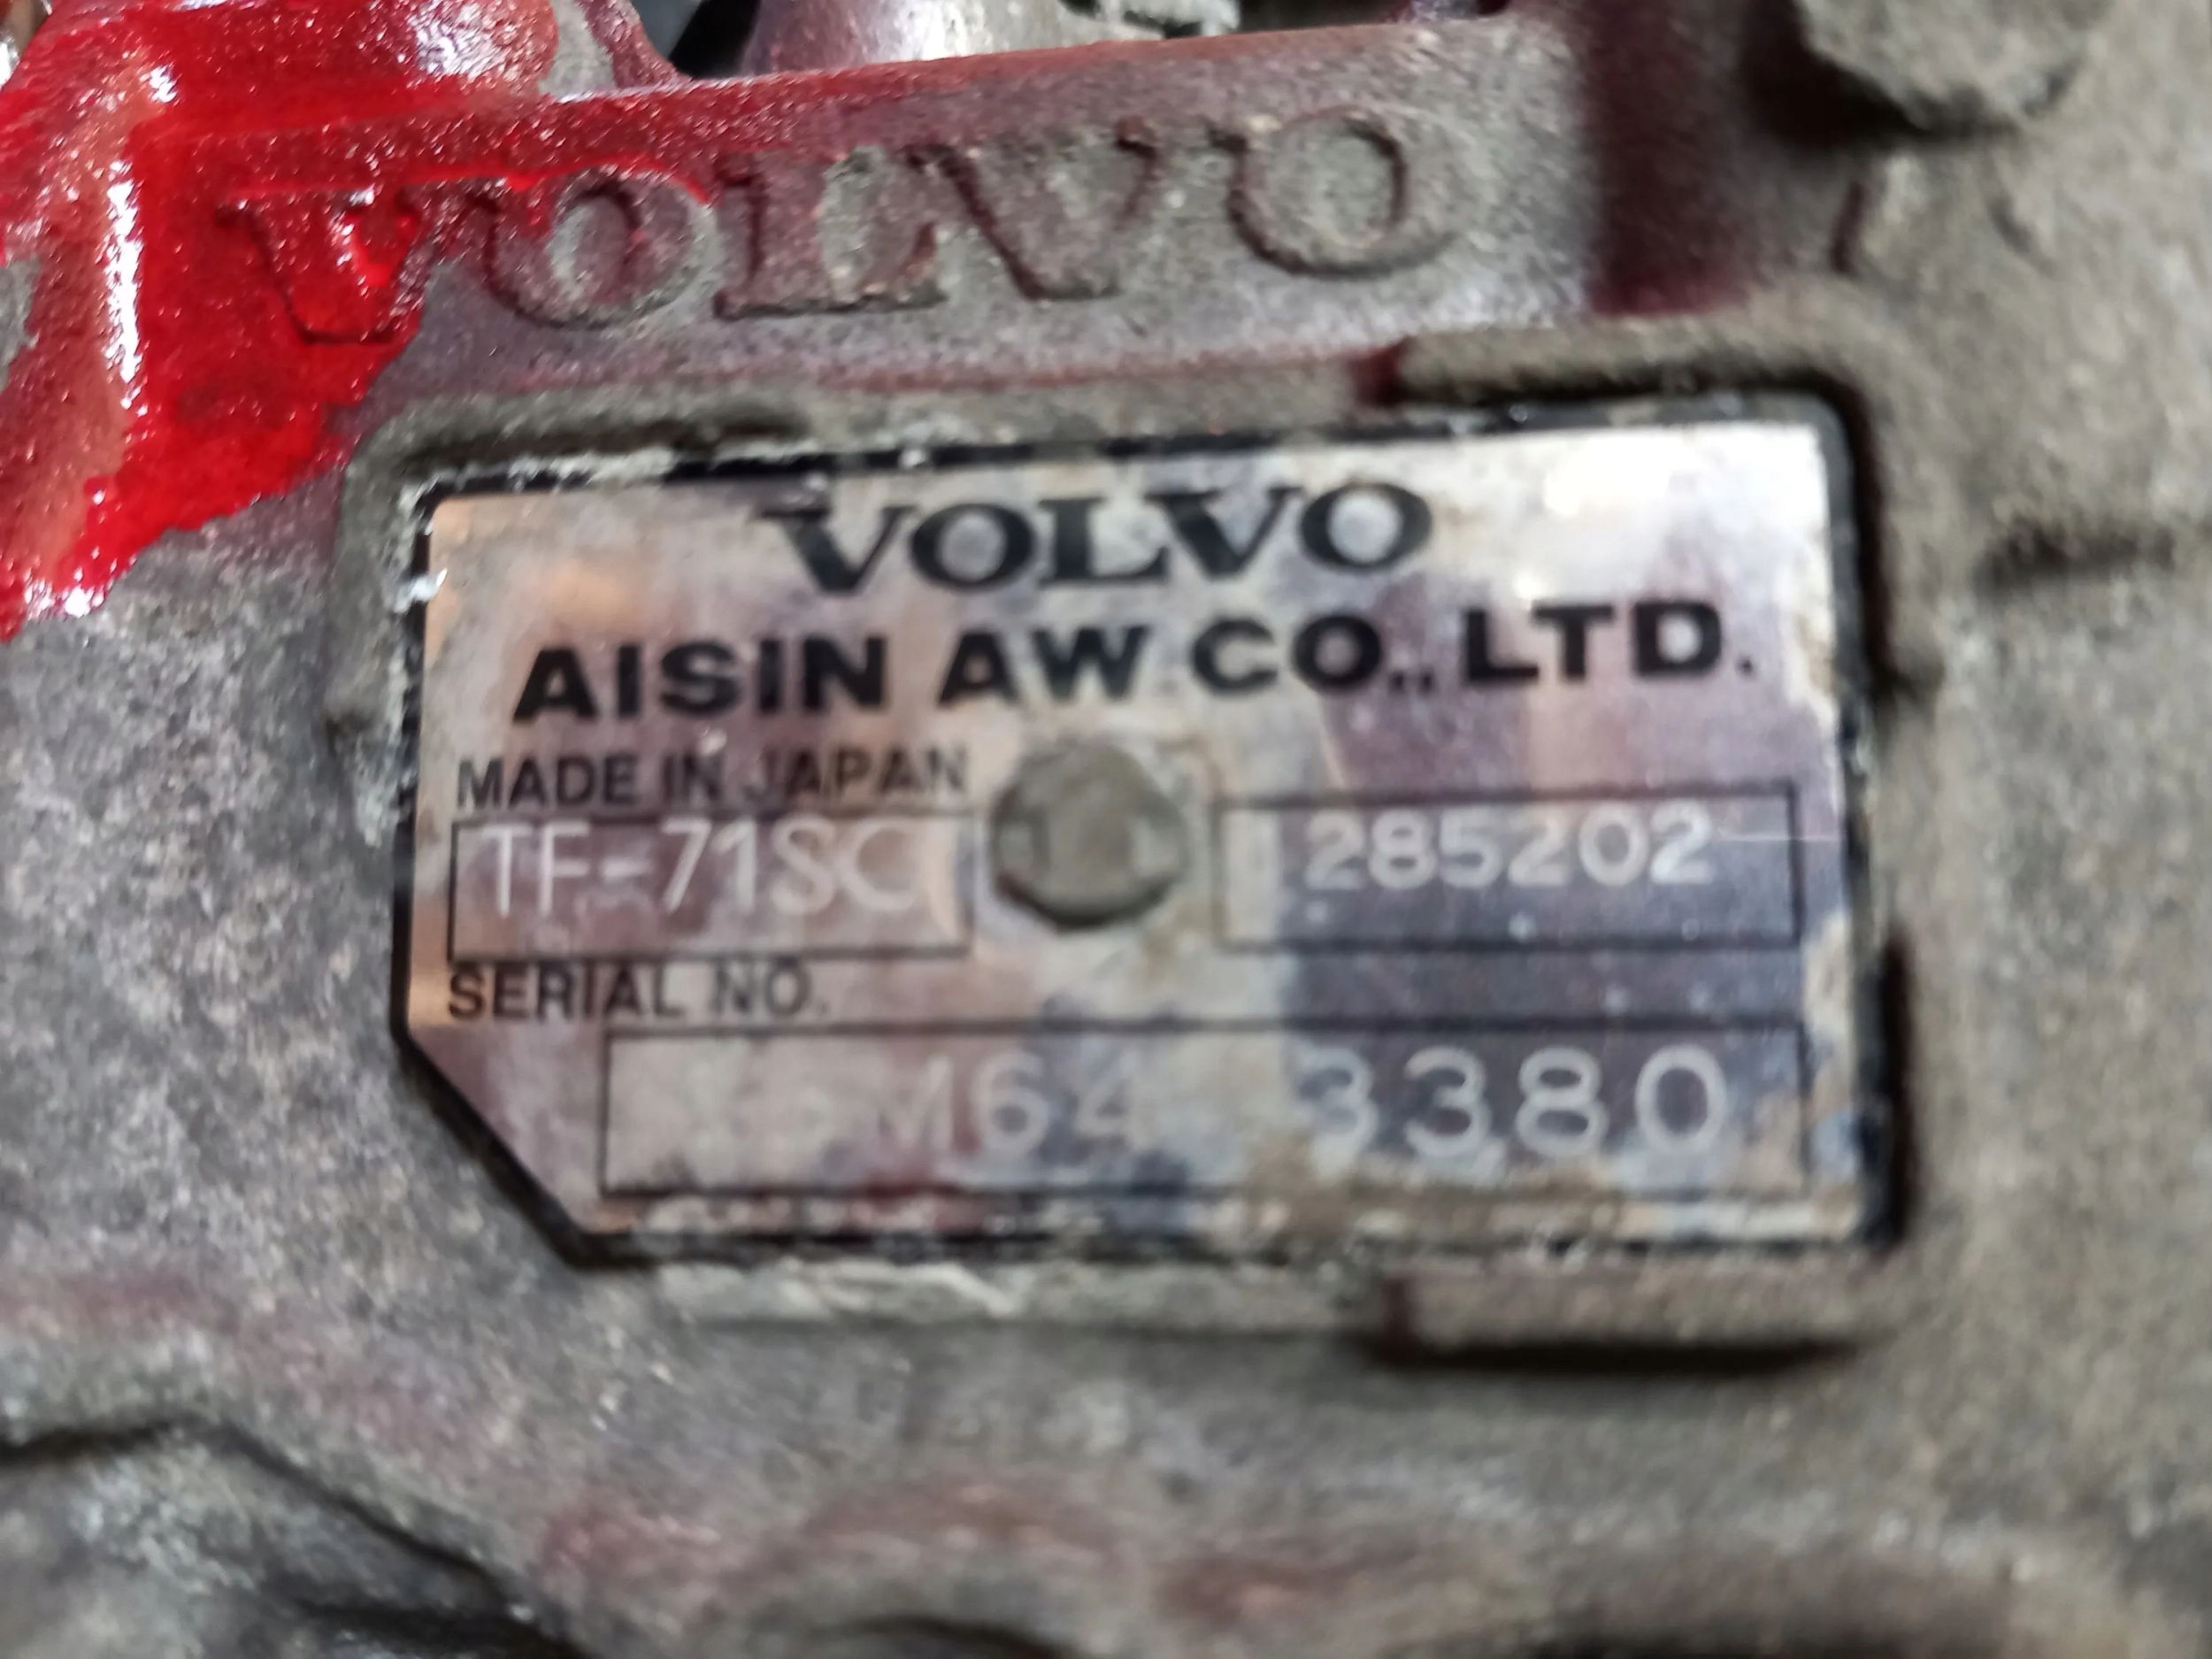 VOLVO
VOLVO
AISIN AW CO., LTD.
MADE IN JAPAN
TF-71SC 285202
SERIAL NO.
M64 3380